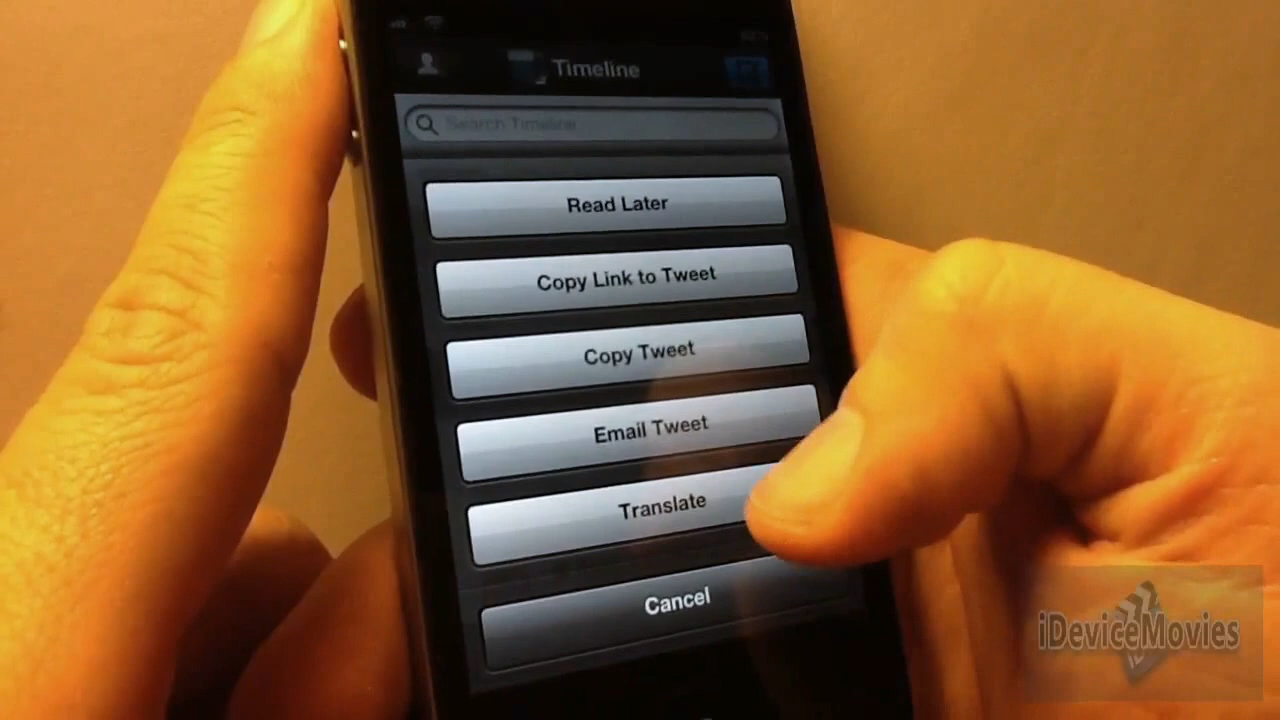 Timeline
Search Timeline
Read Later
Copy Link to Tweet
Copy Tweet
Email Tweet
Translate
Cancel
iDeviceMovies